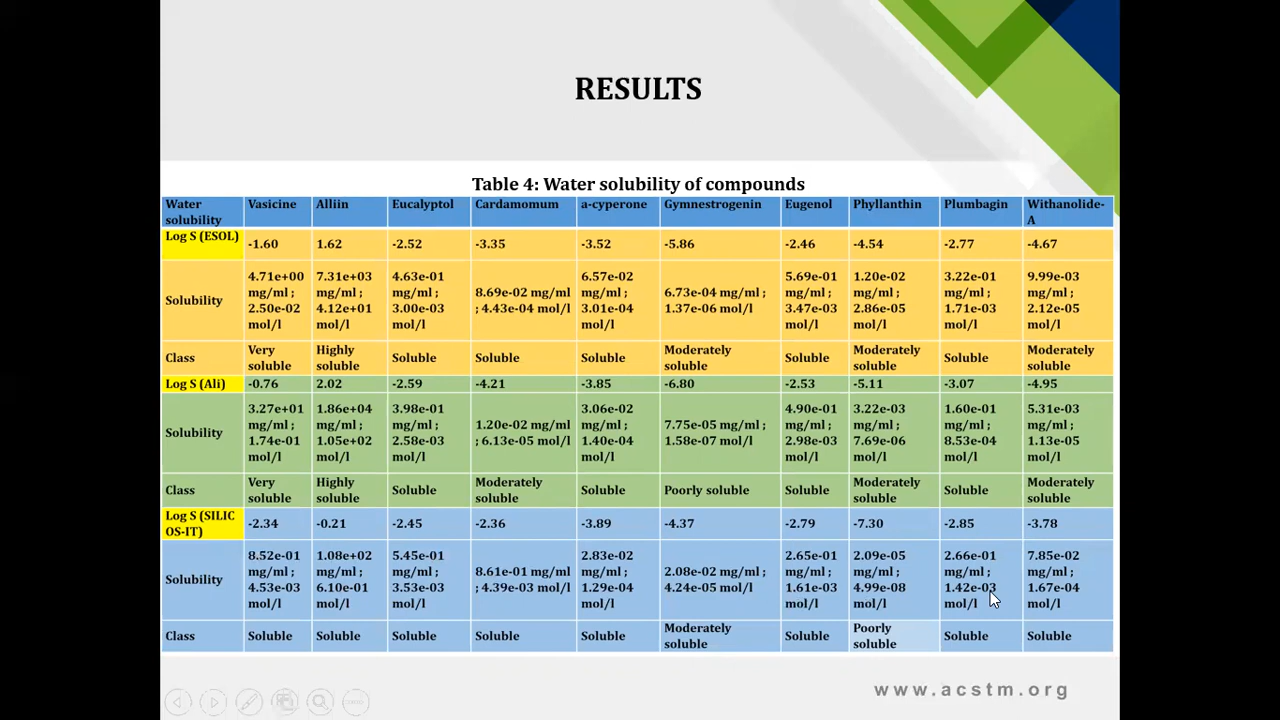 RESULTS
Table 4: Water solubility of compounds
Water solubility Vasicine Alliin Eucalyptol Cardamomum a-cyperone Gymnestrogenin Eugenol Phyllanthin Plumbagin Withanolide-A
Log S (ESOL) -1.60 1.62 -2.52 -3.35 -3.52 -5.86 -2.46 -4.54 -2.77 -4.67
Solubility 4.71e+00 mg/ml ; 2.50e-02 mol/l 7.31e+03 mg/ml ; 4.12e+01 mol/l 4.63e-01 mg/ml ; 3.00e-03 mol/l 8.69e-02 mg/ml ; 4.43e-04 mol/l 6.57e-02 mg/ml ; 3.01e-04 mol/l 6.73e-04 mg/ml ; 1.37e-06 mol/l 5.69e-01 mg/ml ; 3.47e-03 mol/l 1.20e-02 mg/ml ; 2.86e-05 mol/l 3.22e-01 mg/ml ; 1.71e-03 mol/l 9.99e-03 mg/ml ; 2.12e-05 mol/l
Class Very soluble Highly soluble Soluble Soluble Soluble Moderately soluble Soluble Moderately soluble Soluble Moderately soluble
Log S (Ali) -0.76 2.02 -2.59 -4.21 -3.85 -6.80 -2.53 -5.11 -3.07 -4.95
Solubility 3.27e+01 mg/ml ; 1.74e-01 mol/l 1.86e+04 mg/ml ; 1.05e+02 mol/l 3.98e-01 mg/ml ; 2.58e-03 mol/l 1.20e-02 mg/ml ; 6.13e-05 mol/l 3.06e-02 mg/ml ; 1.40e-04 mol/l 7.75e-05 mg/ml ; 1.58e-07 mol/l 4.90e-01 mg/ml ; 2.98e-03 mol/l 3.22e-03 mg/ml ; 7.69e-06 mol/l 1.60e-01 mg/ml ; 8.53e-04 mol/l 5.31e-03 mg/ml ; 1.13e-05 mol/l
Class Very soluble Highly soluble Soluble Moderately soluble Soluble Poorly soluble Soluble Moderately soluble Soluble Moderately soluble
Log S (SILICOS-IT) -2.34 -0.21 -2.45 -2.36 -3.89 -4.37 -2.79 -7.30 -2.85 -3.78
Solubility 8.52e-01 mg/ml ; 4.53e-03 mol/l 1.08e+02 mg/ml ; 6.10e-01 mol/l 5.45e-01 mg/ml ; 3.53e-03 mol/l 8.61e-01 mg/ml ; 4.39e-03 mol/l 2.83e-02 mg/ml ; 1.29e-04 mol/l 2.08e-02 mg/ml ; 4.24e-05 mol/l 2.65e-01 mg/ml ; 1.61e-03 mol/l 2.09e-05 mg/ml ; 4.99e-08 mol/l 2.66e-01 mg/ml ; 1.42e-03 mol/l 7.85e-02 mg/ml ; 1.67e-04 mol/l
Class Soluble Soluble Soluble Soluble Soluble Moderately soluble Soluble Poorly soluble Soluble Soluble
www.acstm.org